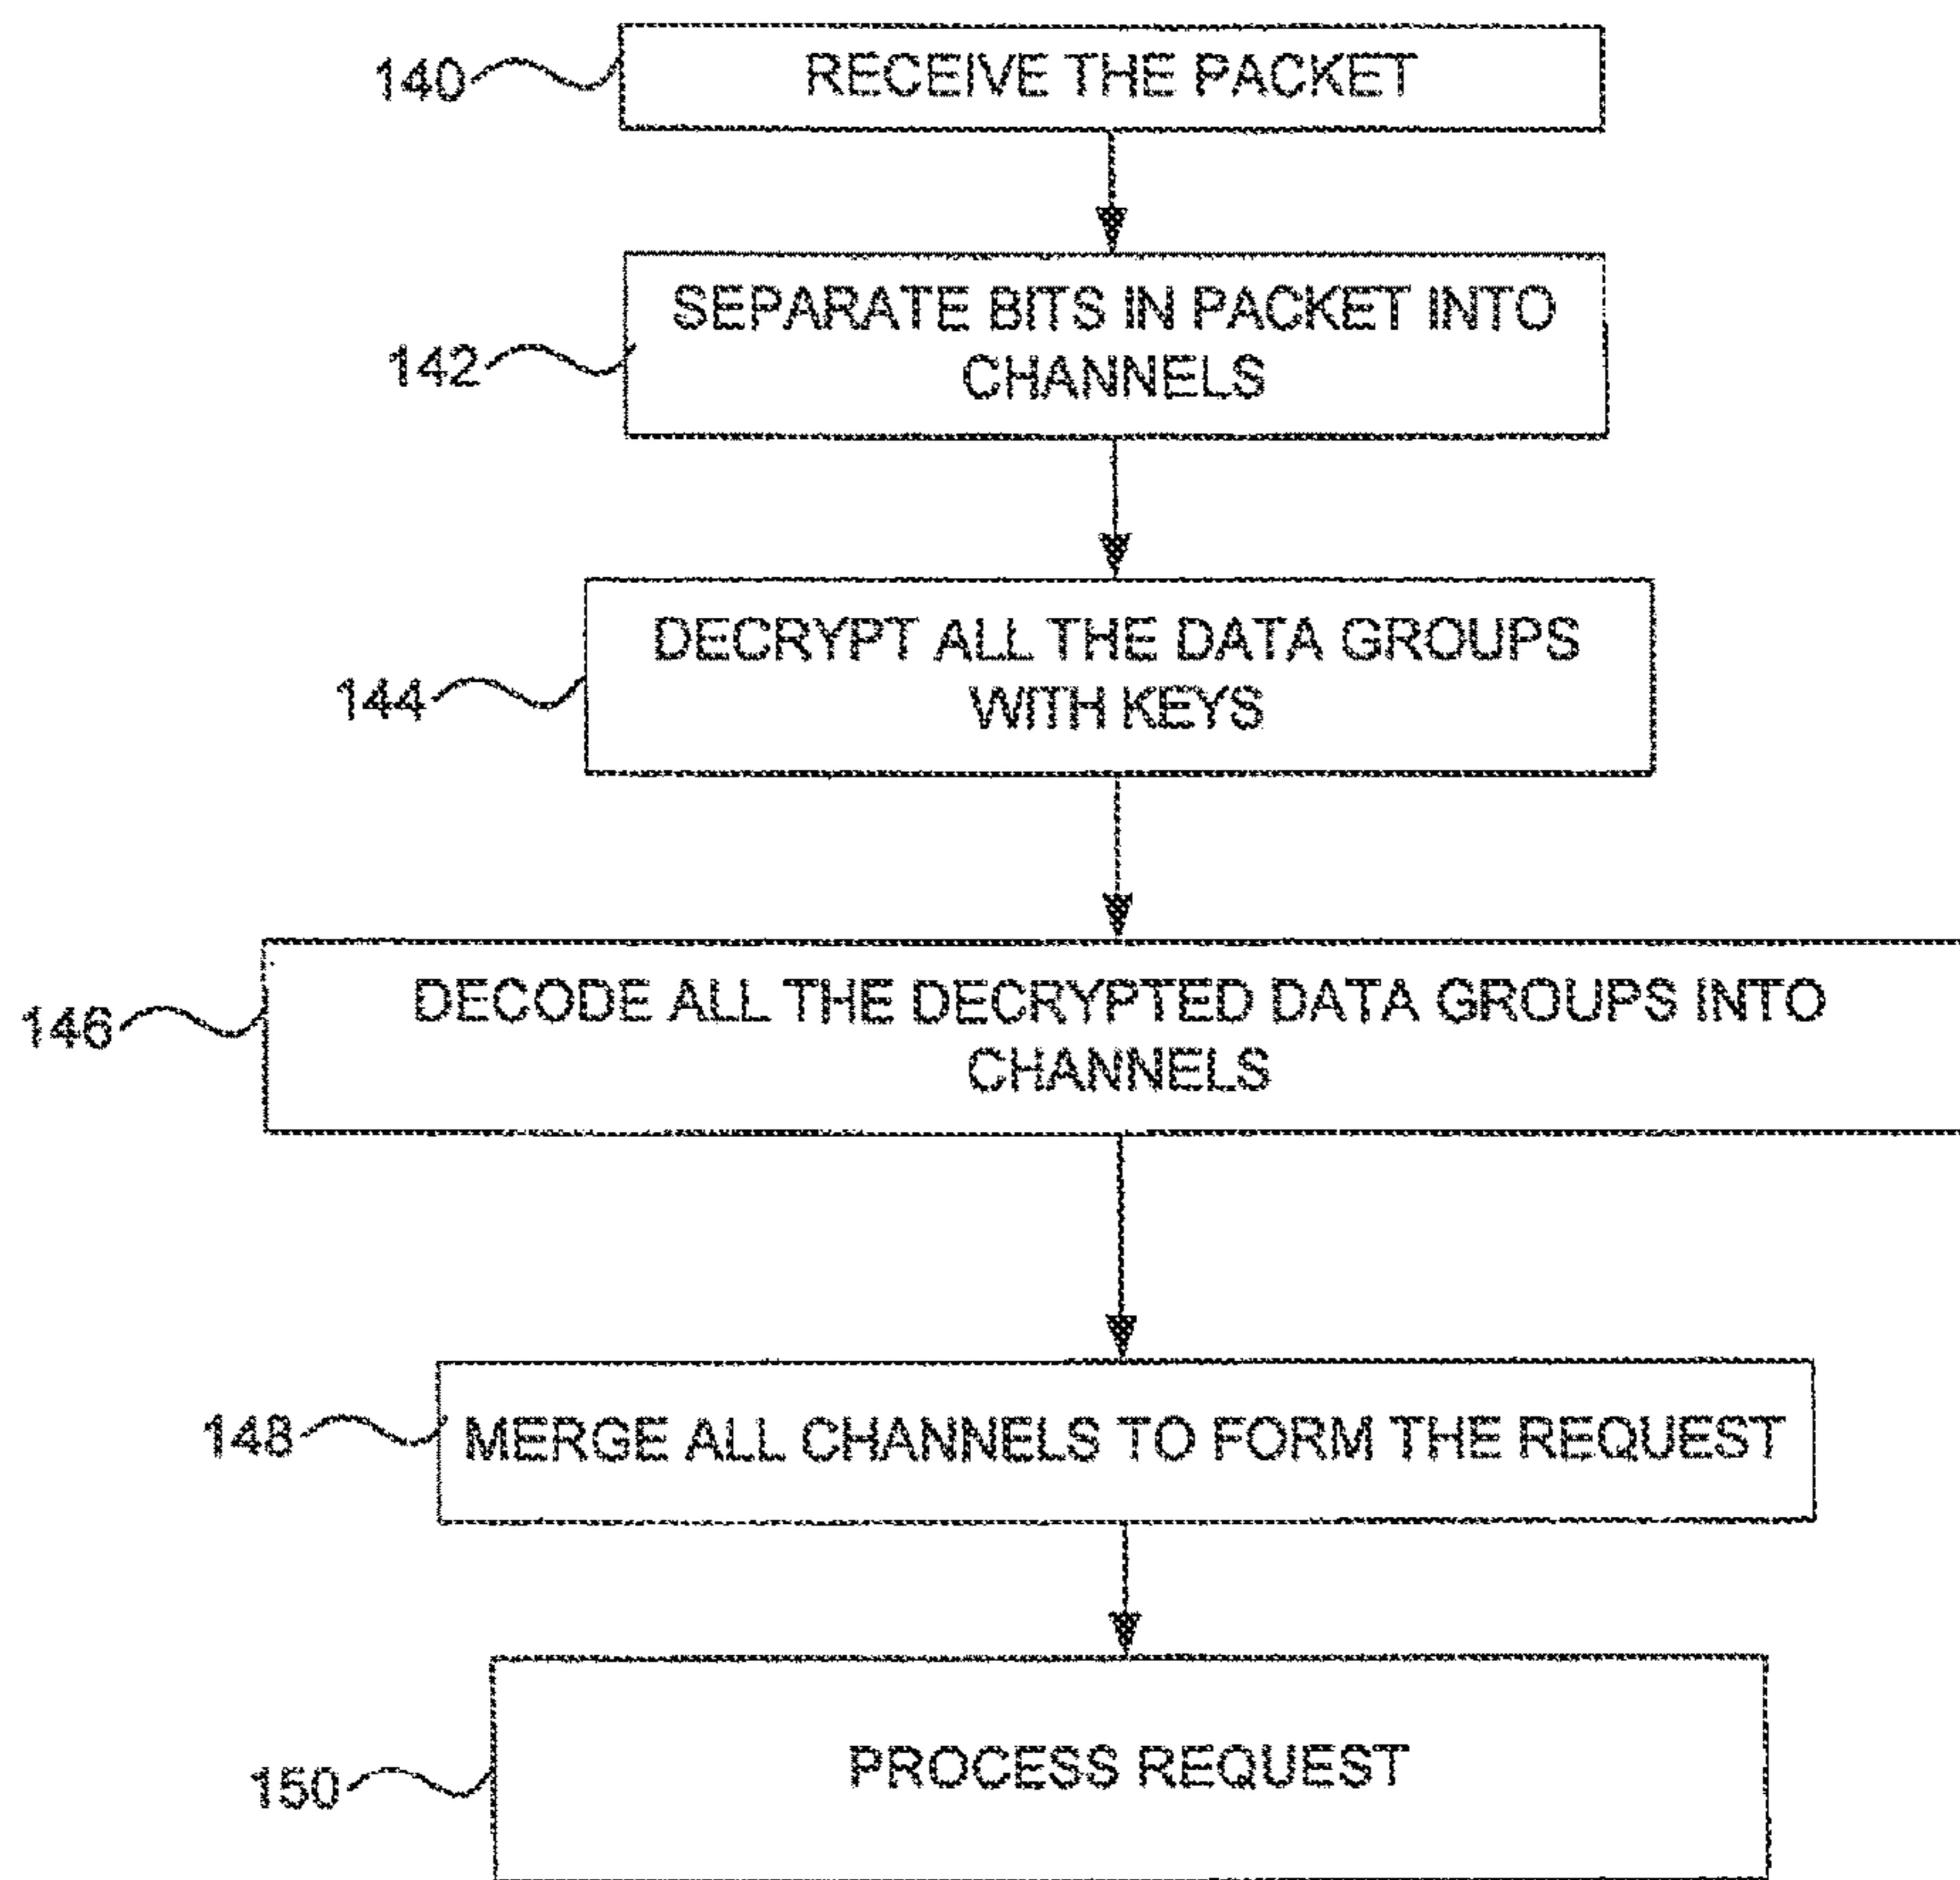 140 RECEIVE THE PACKET
SEPARATE BITS IN PACKET INTO
142 CHANNELS
DECRYPT ALL THE DATA GROUPS
144 WITH KEYS
DECODE ALL THE DECRYPTED DATA GROUPS INTO
146 CHANNELS
148 MERGE ALL CHANNELS TO FORM THE REQUEST
150 PROCESS REQUEST